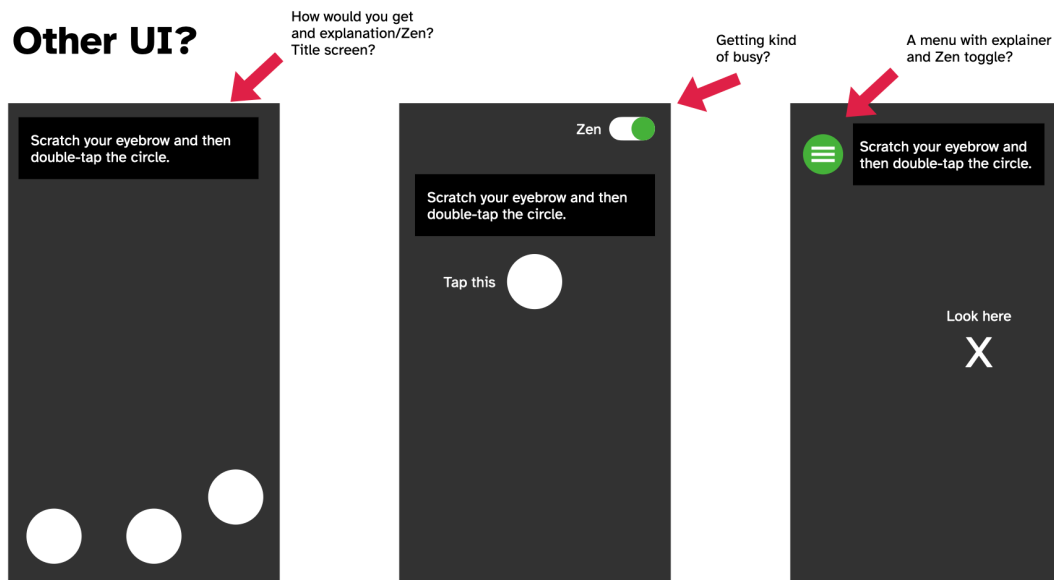 Other UI?
How would you get
and explanation/Zen?
Title screen?
Getting kind
of busy?
A menu with explainer
and Zen toggle?
Scratch your eyebrow and then
double-tap the circle.
Zen
Scratch your eyebrow and then
double-tap the circle.
Tap this
Scratch your eyebrow and
then double-tap the circle.
Look here
X